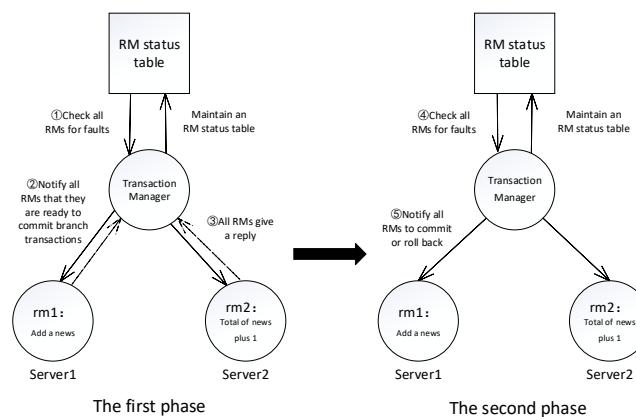 RM status
table
①Check all
RMs for faults
Maintain an
RM status table
②Notify all
RMs that they
are ready to
commit branch
transactions
Transaction
Manager
③All RMs give
a reply
rm1：
Add a news
Server1
rm2：
Total of news
plus 1
Server2
The first phase
RM status
table
④Check all
RMs for faults
Maintain an
RM status table
Transaction
Manager
⑤Notify all
RMs to commit
or roll back
rm1：
Add a news
Server1
rm2：
Total of news
plus 1
Server2
The second phase